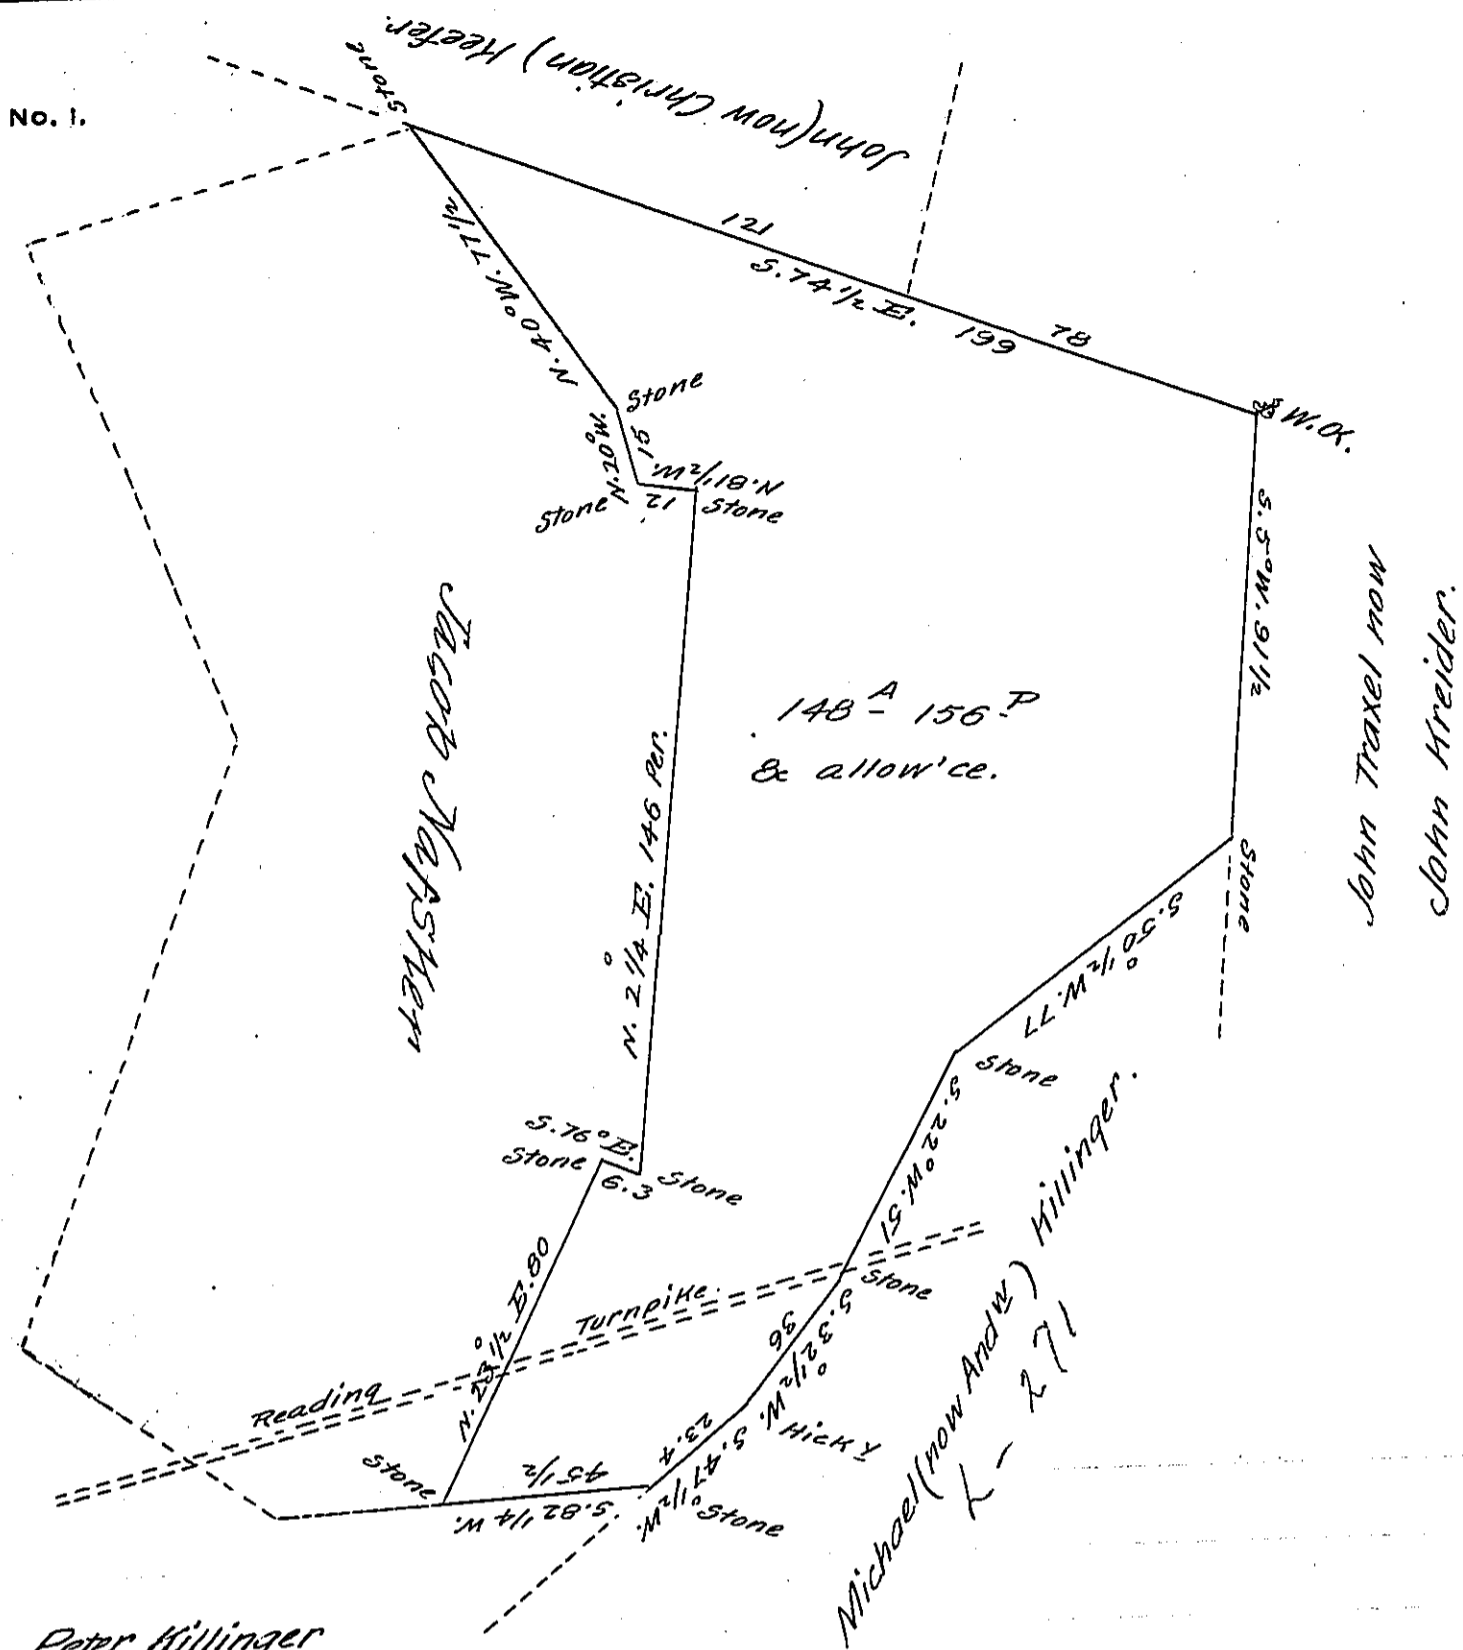 No. 1.
Stone
John (now Christian) Keefer.
121
S. 74 1/2 E. 199
78
W.O.
S. 5° W. 91 1/2
John Traxel now
John Kreider.
N. 40° W. 77 1/2
Stone
N. 20° W.
15
N. 81 1/2 W.
12
Stone
Stone
148 A 156 P
& allow'ce.
Jacob
N. 2 1/4° E. 146 Per.
Stone
S. 50 1/2° W. 77
Stone
S. 22° W. 51
S. 76° E.
Stone
6.3
Stone
N. 23 1/2° E. 80
Reading Turnpike.
Stone
S. 32 1/2° W.
36
Hicky
S. 47 1/2° W.
23.4
Stone
Stone
45 1/2
S. 82 1/4 W.
Michael (now Andw) Killinger.
L-271
Peter Killinger